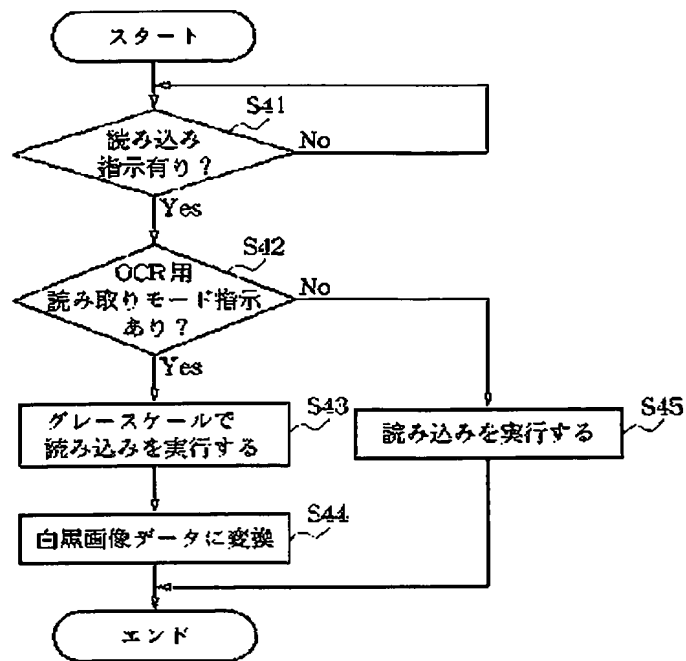 スタート
S41
読み込み
指示有り？
No
Yes
S42
OCR用
読み取りモード指示
あり？
No
Yes
S43
グレースケールで
読み込みを実行する
S45
読み込みを実行する
S44
白黒画像データに変換
エンド